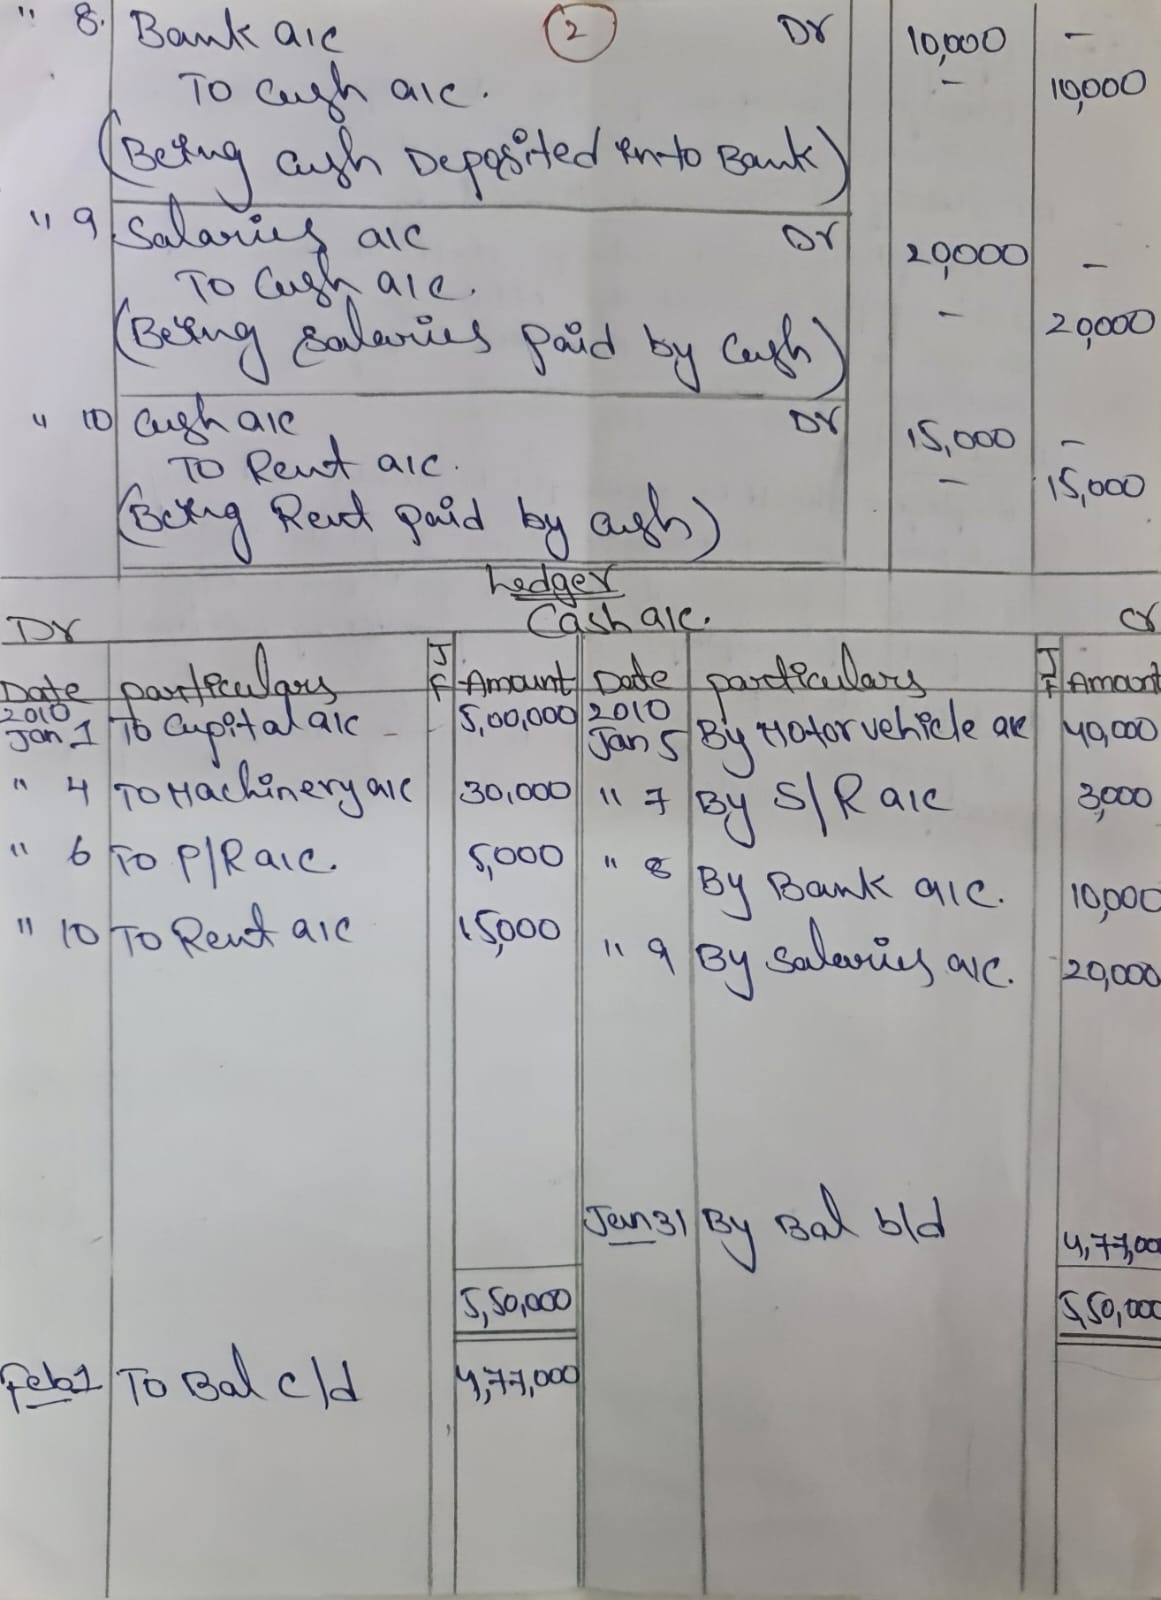 " 8. Bank a/c Dr 10,000 -
(2)
To Cash a/c. - 10,000
(Being cash Deposited in-to Bank)
" 9 Salaries a/c Dr 20,000 -
To Cash a/c. - 20,000
(Being Salaries paid by Cash)
" 10 Cash a/c Dr 15,000 -
To Rent a/c. - 15,000
(Being Rent paid by cash)
Ledger
Dr Cash a/c. Cr
Date particulars JF Amount Date particulars JF Amount
2010 Jan 1 To Capital a/c 5,00,000 2010 Jan 5 By Motor vehicle a/c 40,000
" 4 To Machinery a/c 30,000 " 7 By S/R a/c 3,000
" 6 To P/R a/c. 5,000 " 8 By Bank a/c. 10,000
" 10 To Rent a/c 15,000 " 9 By Salaries a/c. 20,000
Jan 31 By Bal b/d 4,77,00
5,50,000 5,50,000
Feb 1 To Bal c/d 4,77,000